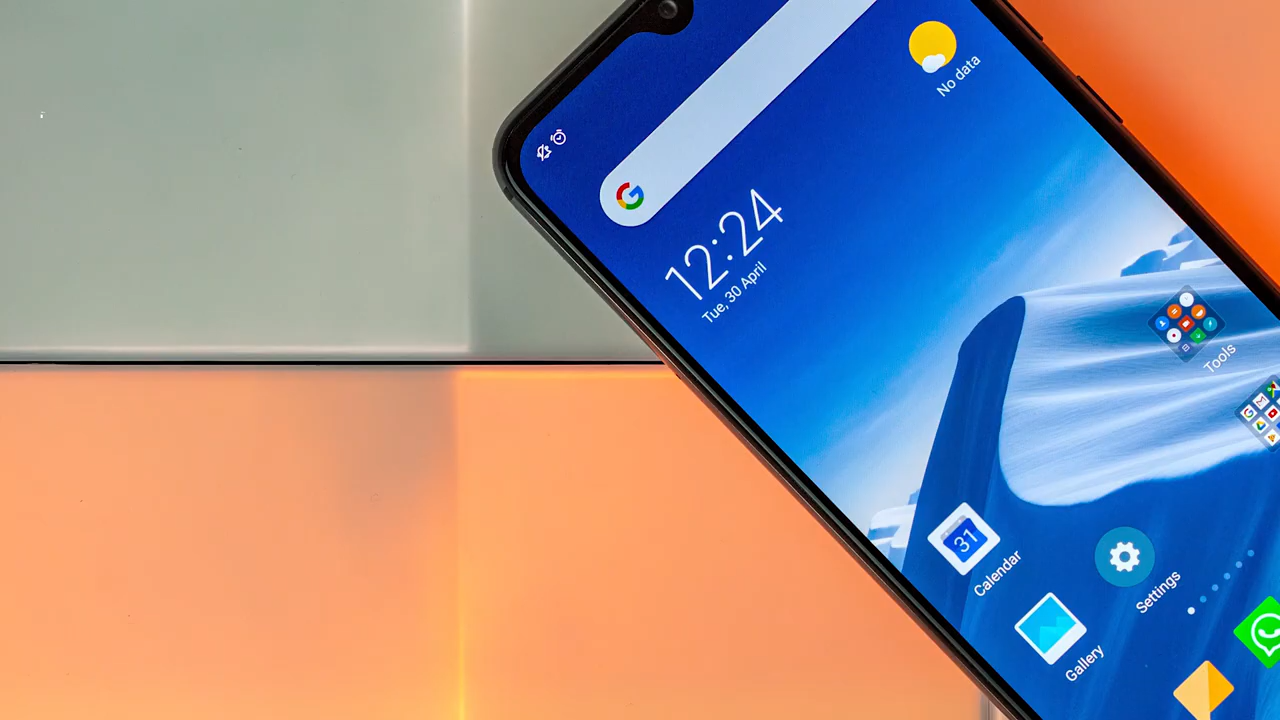 No data
12:24
Tue, 30 April
Tools
31
Calendar
Settings
Gallery